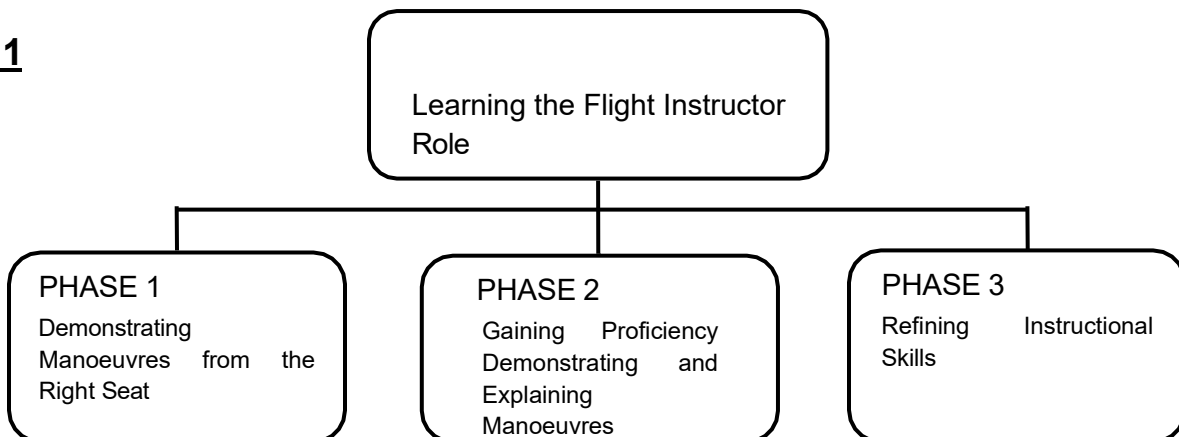 1
Learning the Flight Instructor
Role
PHASE 1
Demonstrating
Manoeuvres from the
Right Seat
PHASE 2
Gaining Proficiency
Demonstrating and
Explaining
Manoeuvres
PHASE 3
Refining Instructional
Skills